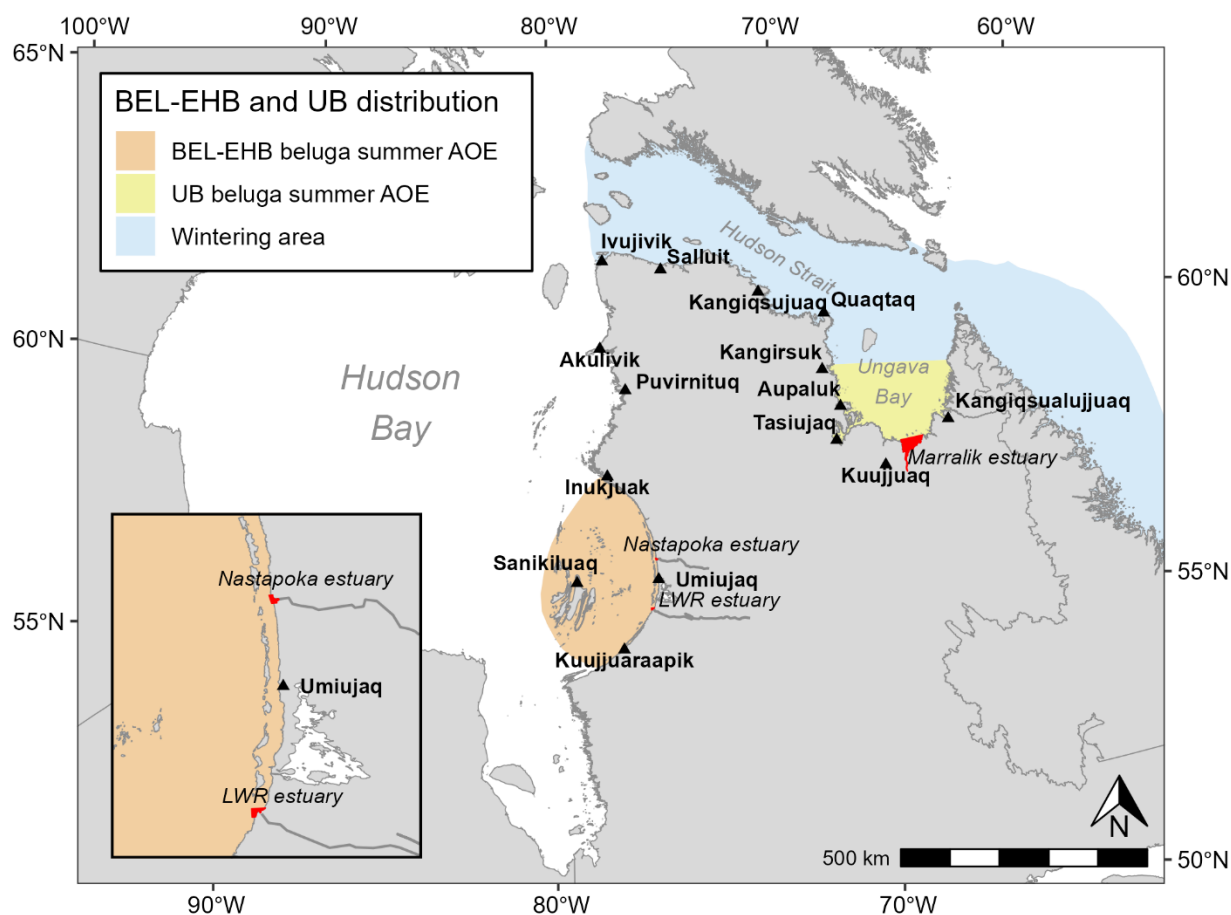 100°W
90°W
80°W
70°W
60°W
65°N
BEL-EHB and UB distribution
BEL-EHB beluga summer AOE
UB beluga summer AOE
Wintering area
Ivujivik
Salluit
Hudson Strait
Kangiqsujuaq
Quaqtaq
60°N
60°N
Akulivik
Kangirsuk
Hudson
Bay
Puvirnituq
Aupaluk
Ungava
Bay
Kangiqsualujjuaq
Tasiujaq
Marralik estuary
Kuujjuaq
Inukjuak
Nastapoka estuary
Sanikiluaq
Umiujaq
LWR estuary
55°N
55°N
Kuujjuaraapik
Nastapoka estuary
Umiujaq
LWR estuary
N
500 km
50°N
90°W
80°W
70°W